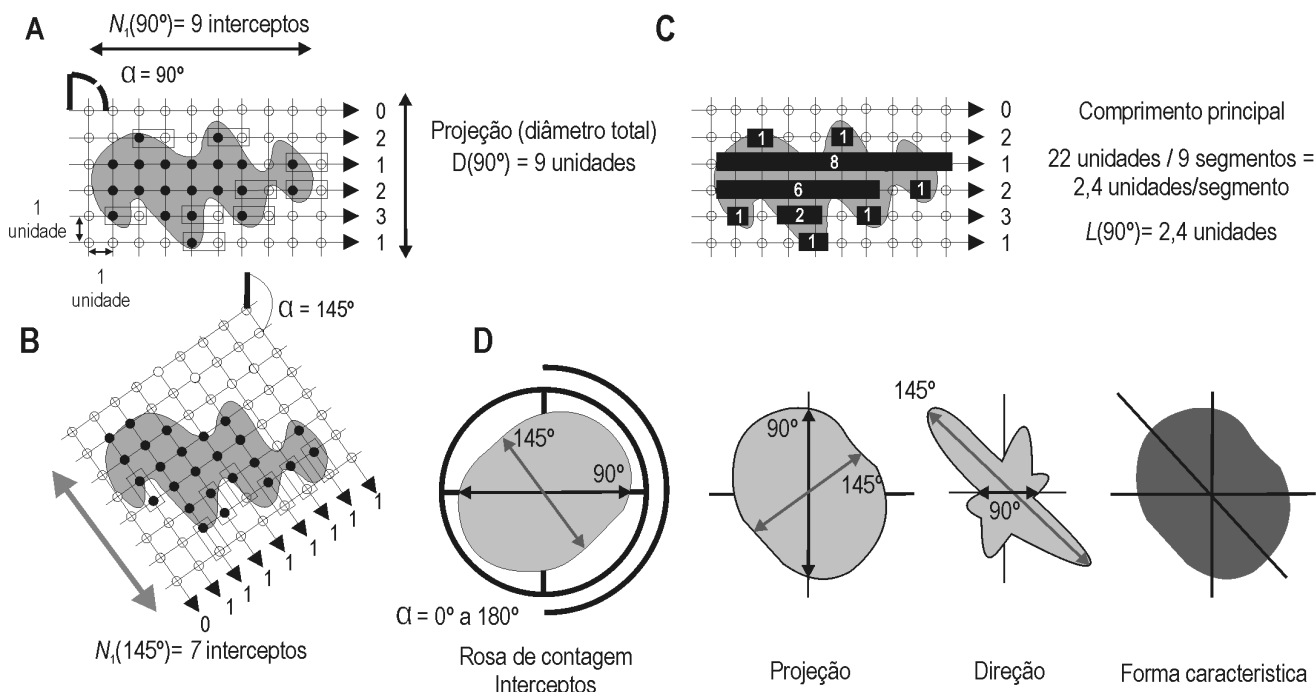 A
N₁(90º)= 9 interceptos
α = 90º
0
2
1
2
3
1
Projeção (diâmetro total)
D(90º) = 9 unidades
1
unidade
1
unidade
C
1
1
8
6
1
1
2
1
1
0
2
1
2
3
1
Comprimento principal
22 unidades / 9 segmentos =
2,4 unidades/segmento
L(90º)= 2,4 unidades
B
α = 145º
0
1
1
1
1
1
1
1
N₁(145º)= 7 interceptos
D
145º
90º
α = 0º a 180º
Rosa de contagem
Interceptos
90º
145º
Projeção
145º
90º
Direção
Forma caracteristica